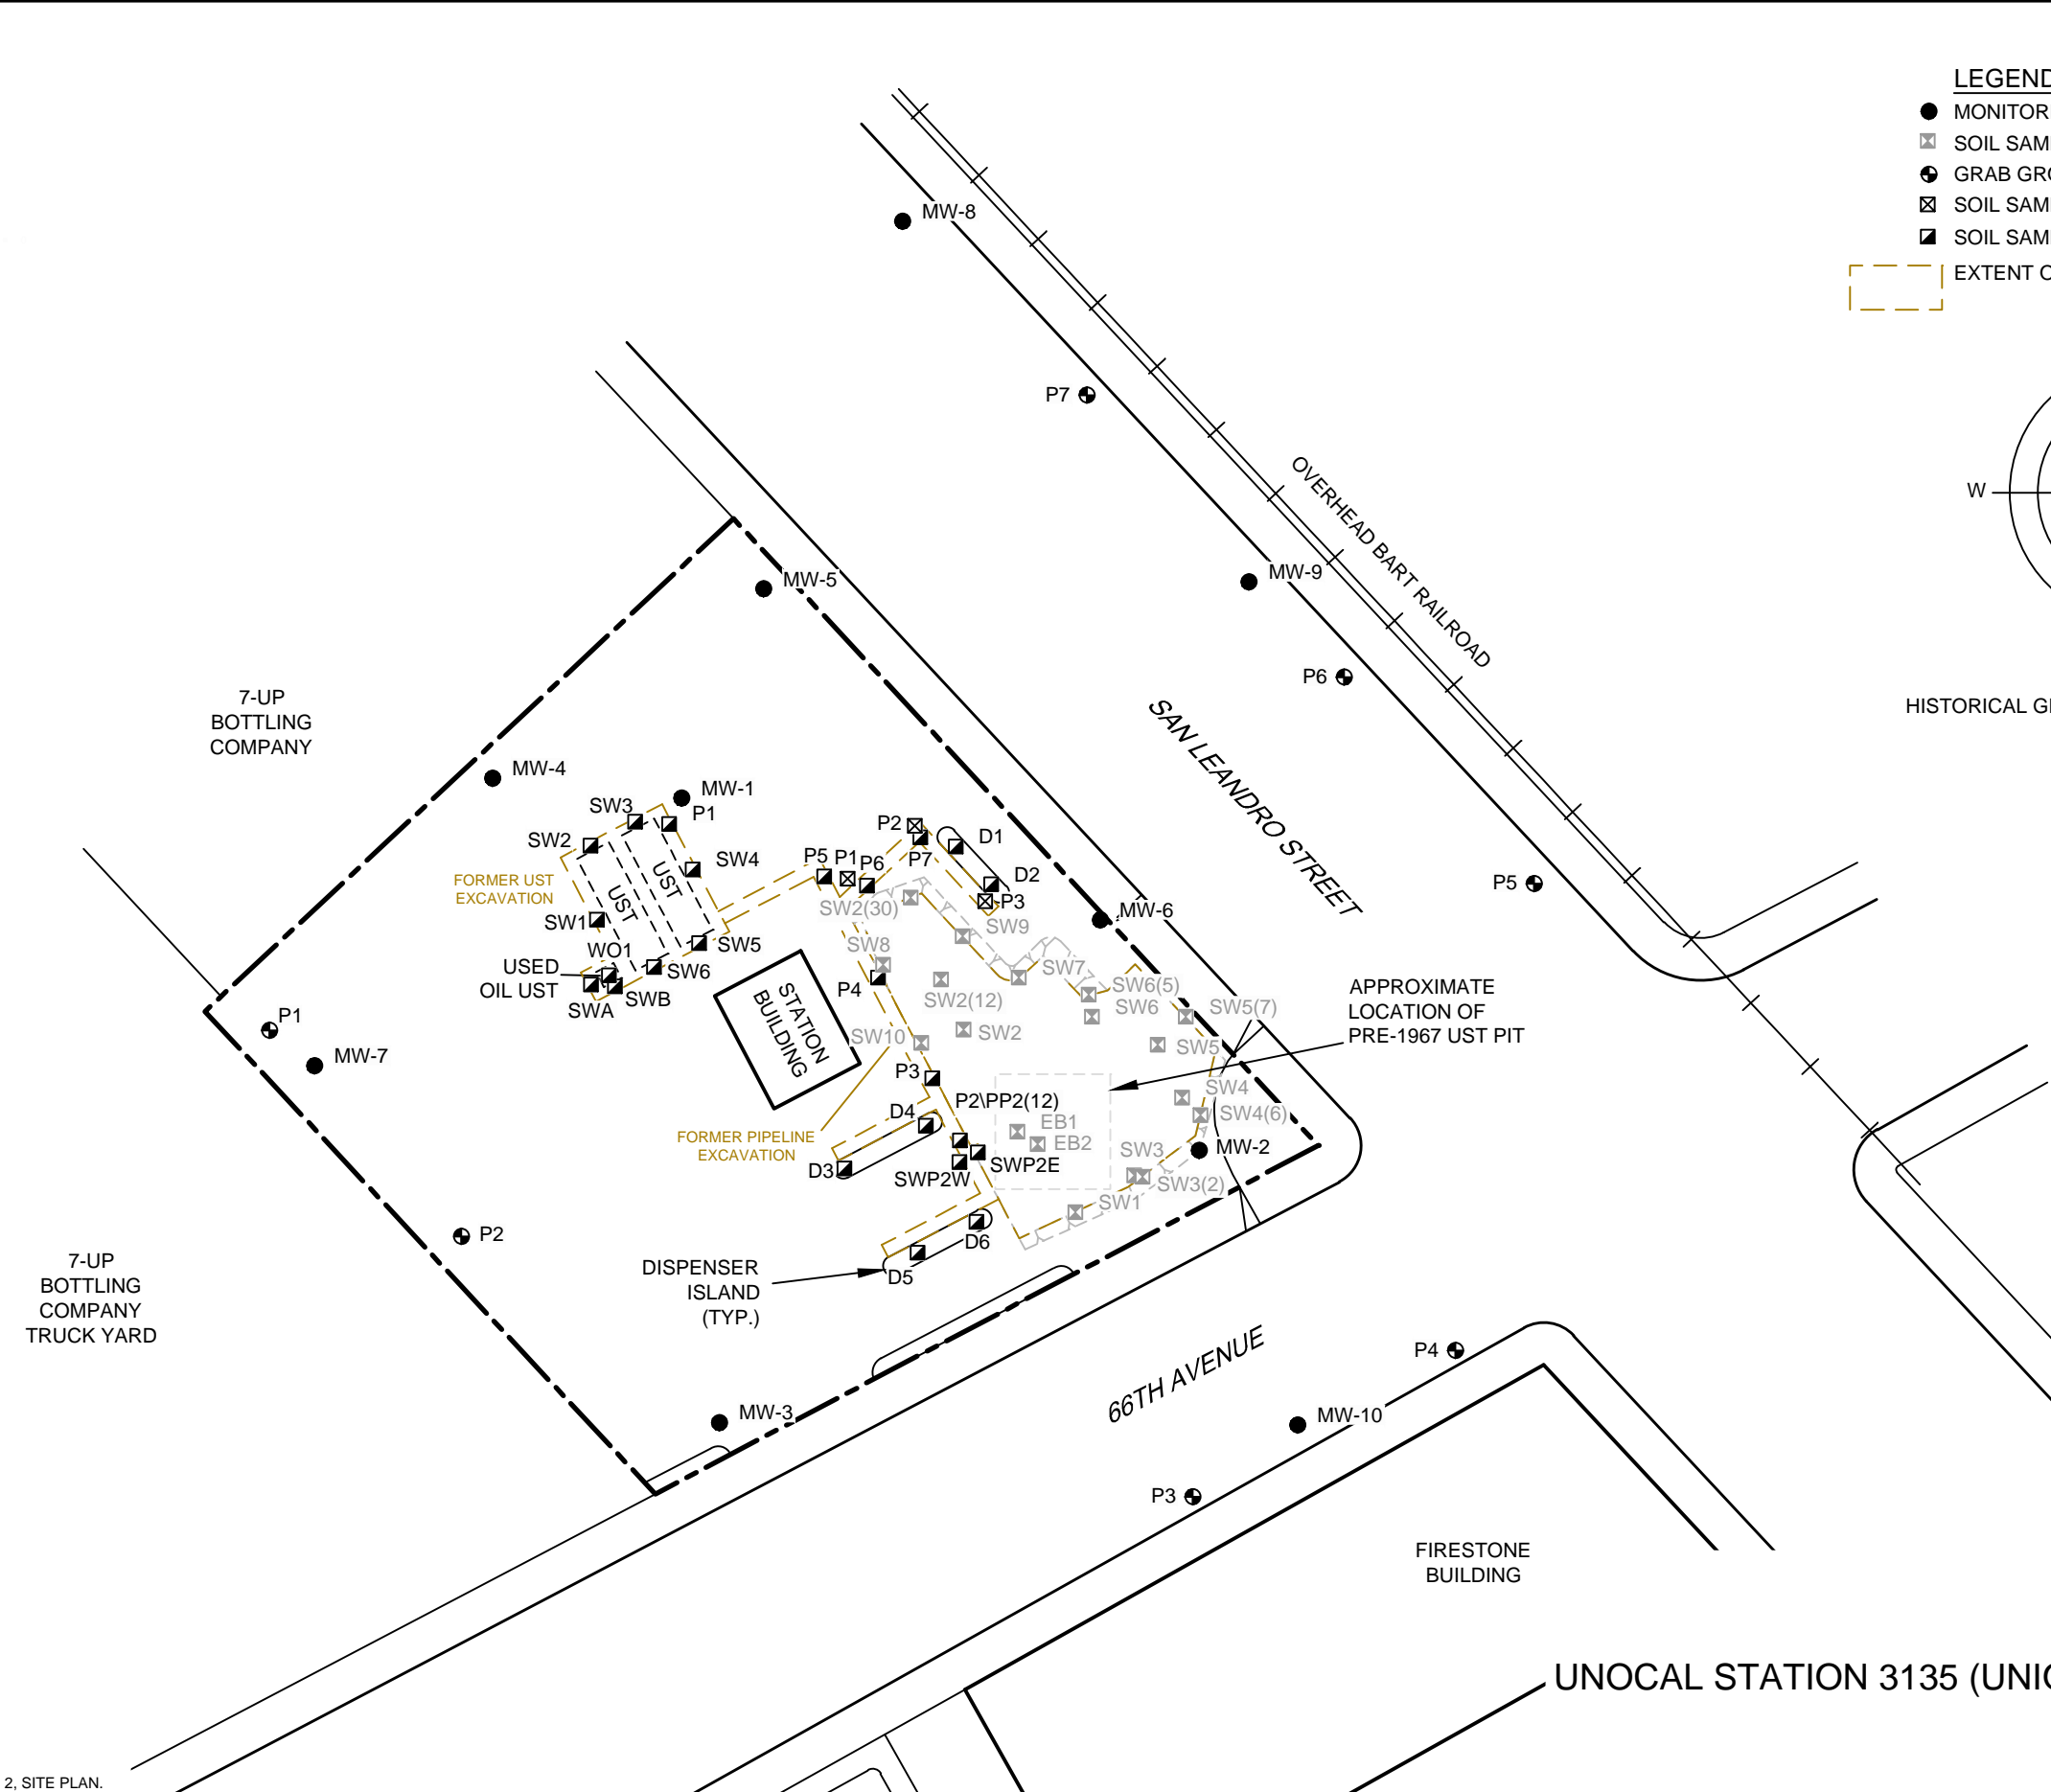 LEGEND
MONITOR
SOIL SAM
GRAB GRO
SOIL SAM
SOIL SAM
EXTENT O
MW-8
P7
OVERHEAD BART RAILROAD
W
MW-5
MW-9
P6
7-UP
BOTTLING
COMPANY
SAN LEANDRO STREET
HISTORICAL G
MW-4
MW-1
SW3
P1
SW2
SW4
FORMER UST
EXCAVATION
UST
UST
SW1
WO1
SW5
SW6
USED
OIL UST
SWA
SWB
P2
D1
P5
P1
P6
P7
D2
P3
SW2(30)
SW9
MW-6
P5
SW8
P4
SW7
SW2(12)
SW6(5)
SW6
SW5(7)
SW2
SW10
SW5
STATION
BUILDING
APPROXIMATE
LOCATION OF
PRE-1967 UST PIT
P1
MW-7
P3
SW4
P2\PP2(12)
D4
SW4(6)
EB1
EB2
FORMER PIPELINE
EXCAVATION
SW3
MW-2
D3
SWP2E
SWP2W
SW3(2)
SW1
P2
D6
D5
DISPENSER
ISLAND
(TYP.)
7-UP
BOTTLING
COMPANY
TRUCK YARD
66TH AVENUE
P4
MW-3
MW-10
P3
FIRESTONE
BUILDING
UNOCAL STATION 3135 (UNI
2, SITE PLAN.